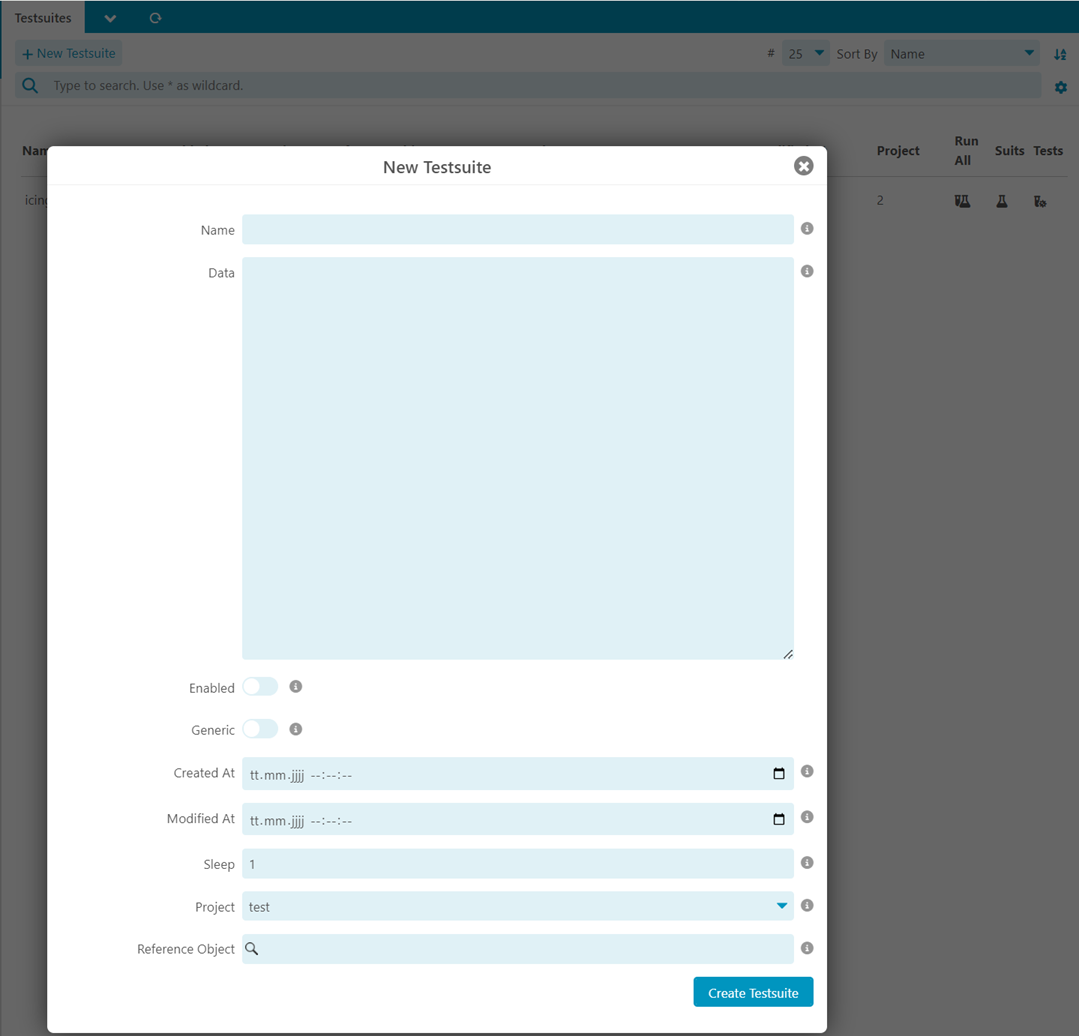 Testsuites
+ New Testsuite
# 25 Sort By Name
Type to search. Use * as wildcard.
Project Run All Suits Tests
2
New Testsuite
Name
Data
Enabled
Generic
Created At tt.mm.jjjj --:--:--
Modified At tt.mm.jjjj --:--:--
Sleep 1
Project test
Reference Object
Create Testsuite